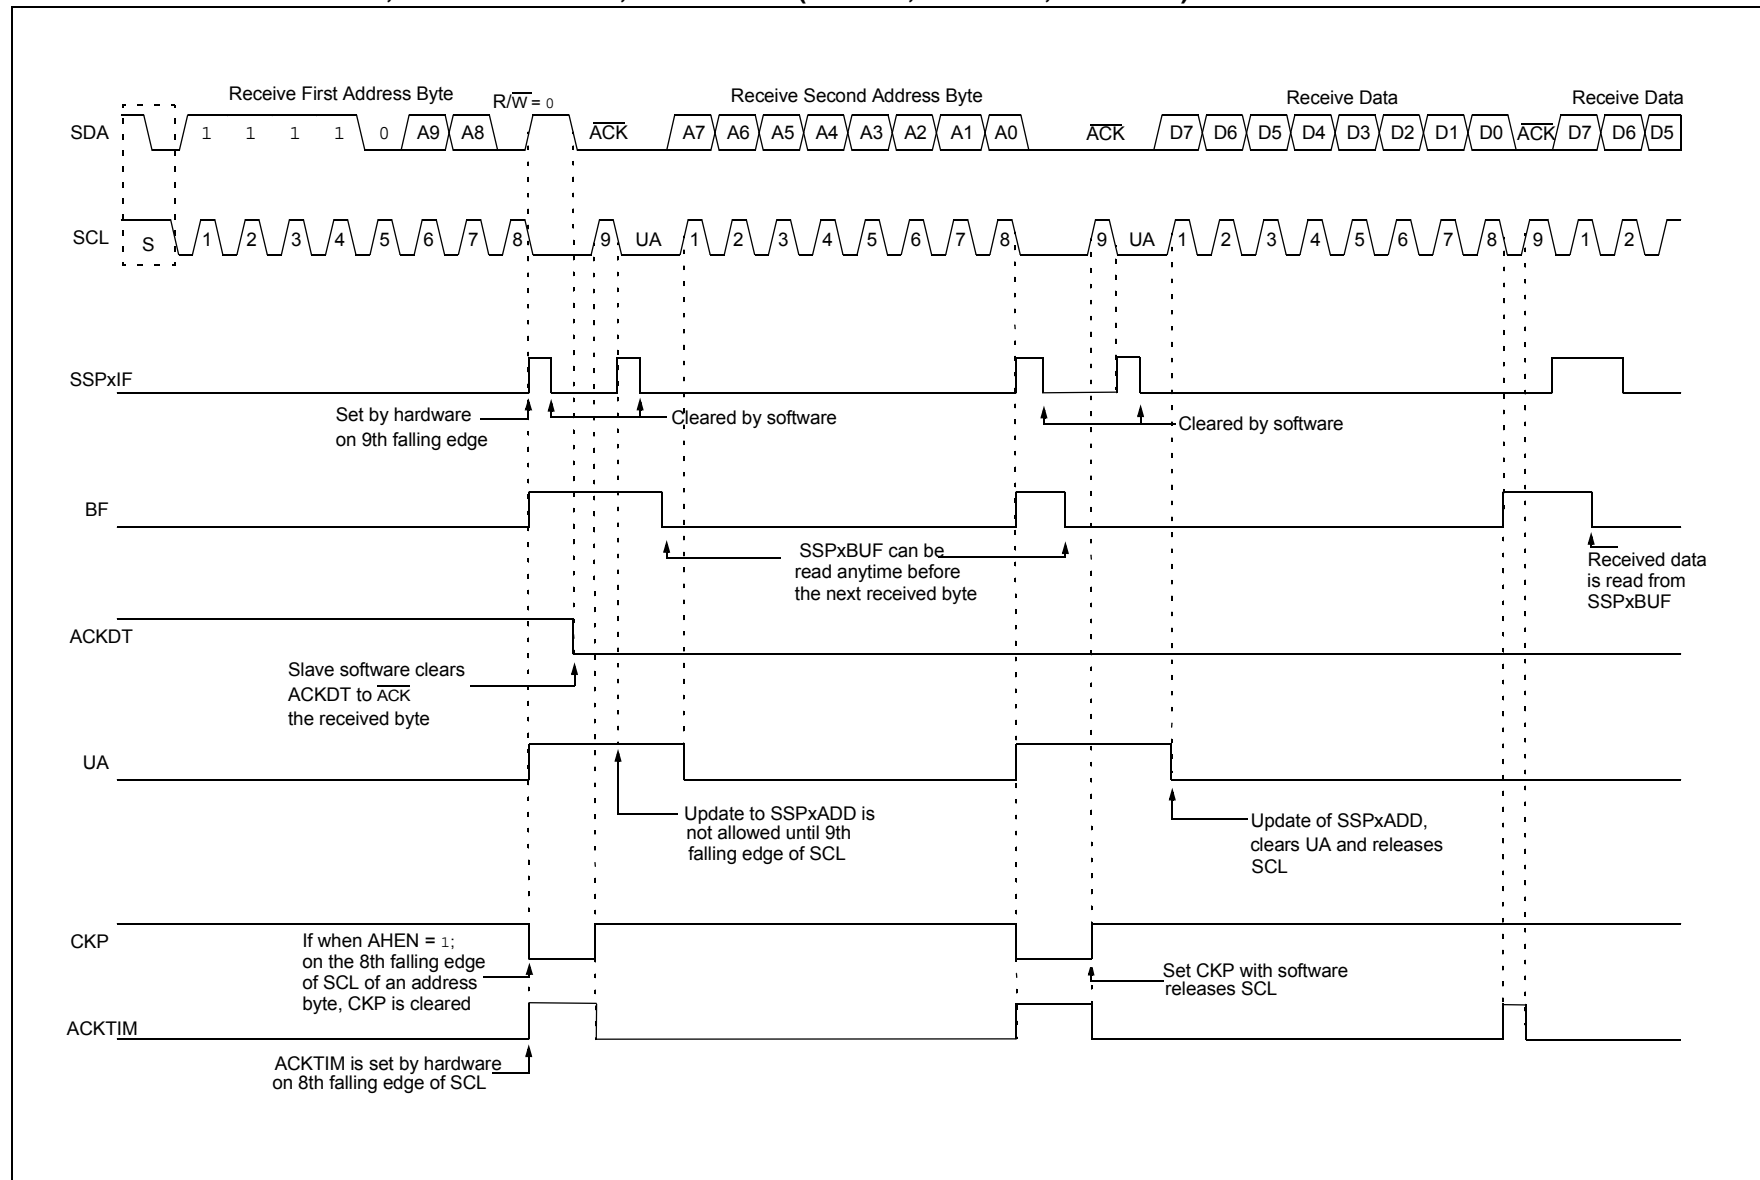 Receive First Address Byte
R/W = 0
Receive Second Address Byte
Receive Data
Receive Data
SDA
1 1 1 1 0 A9 A8
ACK
A7 A6 A5 A4 A3 A2 A1 A0
ACK
D7 D6 D5 D4 D3 D2 D1 D0
ACK
D7 D6 D5
SCL
S
1 2 3 4 5 6 7 8 9 UA 1 2 3 4 5 6 7 8 9 UA 1 2 3 4 5 6 7 8 9 1 2
SSPxIF
Set by hardware
on 9th falling edge
Cleared by software
Cleared by software
BF
SSPxBUF can be
read anytime before
the next received byte
Received data
is read from
SSPxBUF
ACKDT
Slave software clears
ACKDT to ACK
the received byte
UA
Update to SSPxADD is
not allowed until 9th
falling edge of SCL
Update of SSPxADD,
clears UA and releases
SCL
CKP
If when AHEN = 1;
on the 8th falling edge
of SCL of an address
byte, CKP is cleared
Set CKP with software
releases SCL
ACKTIM
ACKTIM is set by hardware
on 8th falling edge of SCL